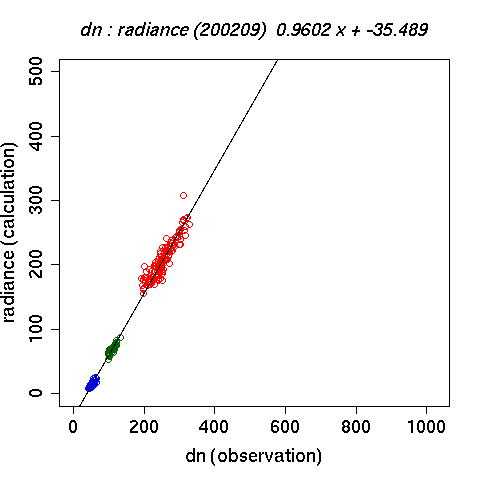 dn : radiance (200209) 0.9602 x + -35.489
radiance (calculation)
500
400
300
200
100
0
0 200 400 600 800 1000
dn (observation)